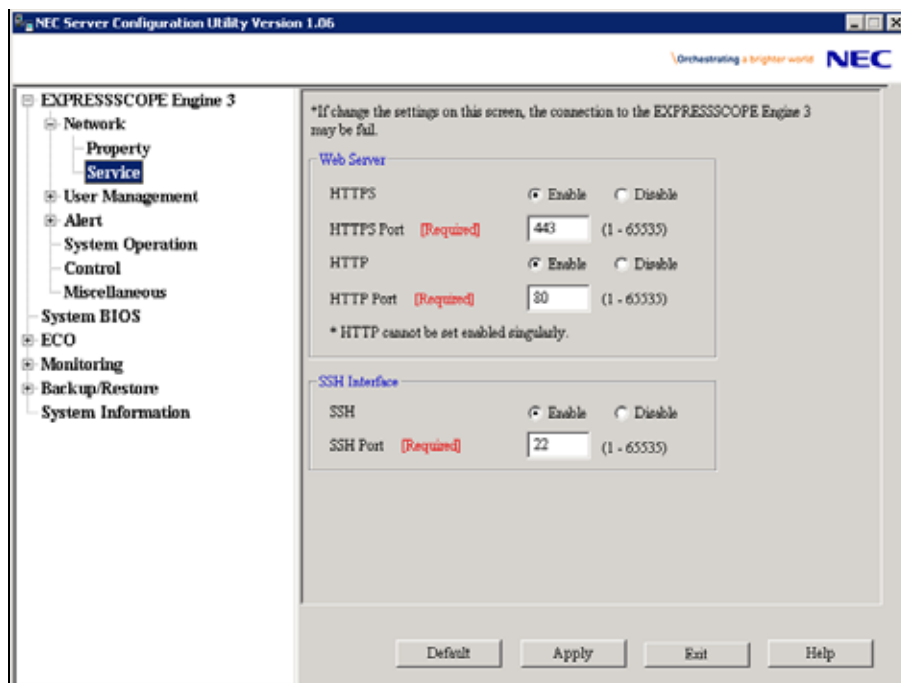 NEC Server Configuration Utility Version 1.06
\Orchestrating a brighter world NEC
EXPRESSSCOPE Engine 3
Network
Property
Service
User Management
Alert
System Operation
Control
Miscellaneous
System BIOS
ECO
Monitoring
Backup/Restore
System Information
*If change the settings on this screen, the connection to the EXPRESSSCOPE Engine 3
may be fail.
Web Server
HTTPS Enable Disable
HTTPS Port [Required] 443 (1 - 65535)
HTTP Enable Disable
HTTP Port [Required] 80 (1 - 65535)
* HTTP cannot be set enabled singularly.
SSH Interface
SSH Enable Disable
SSH Port [Required] 22 (1 - 65535)
Default Apply Exit Help